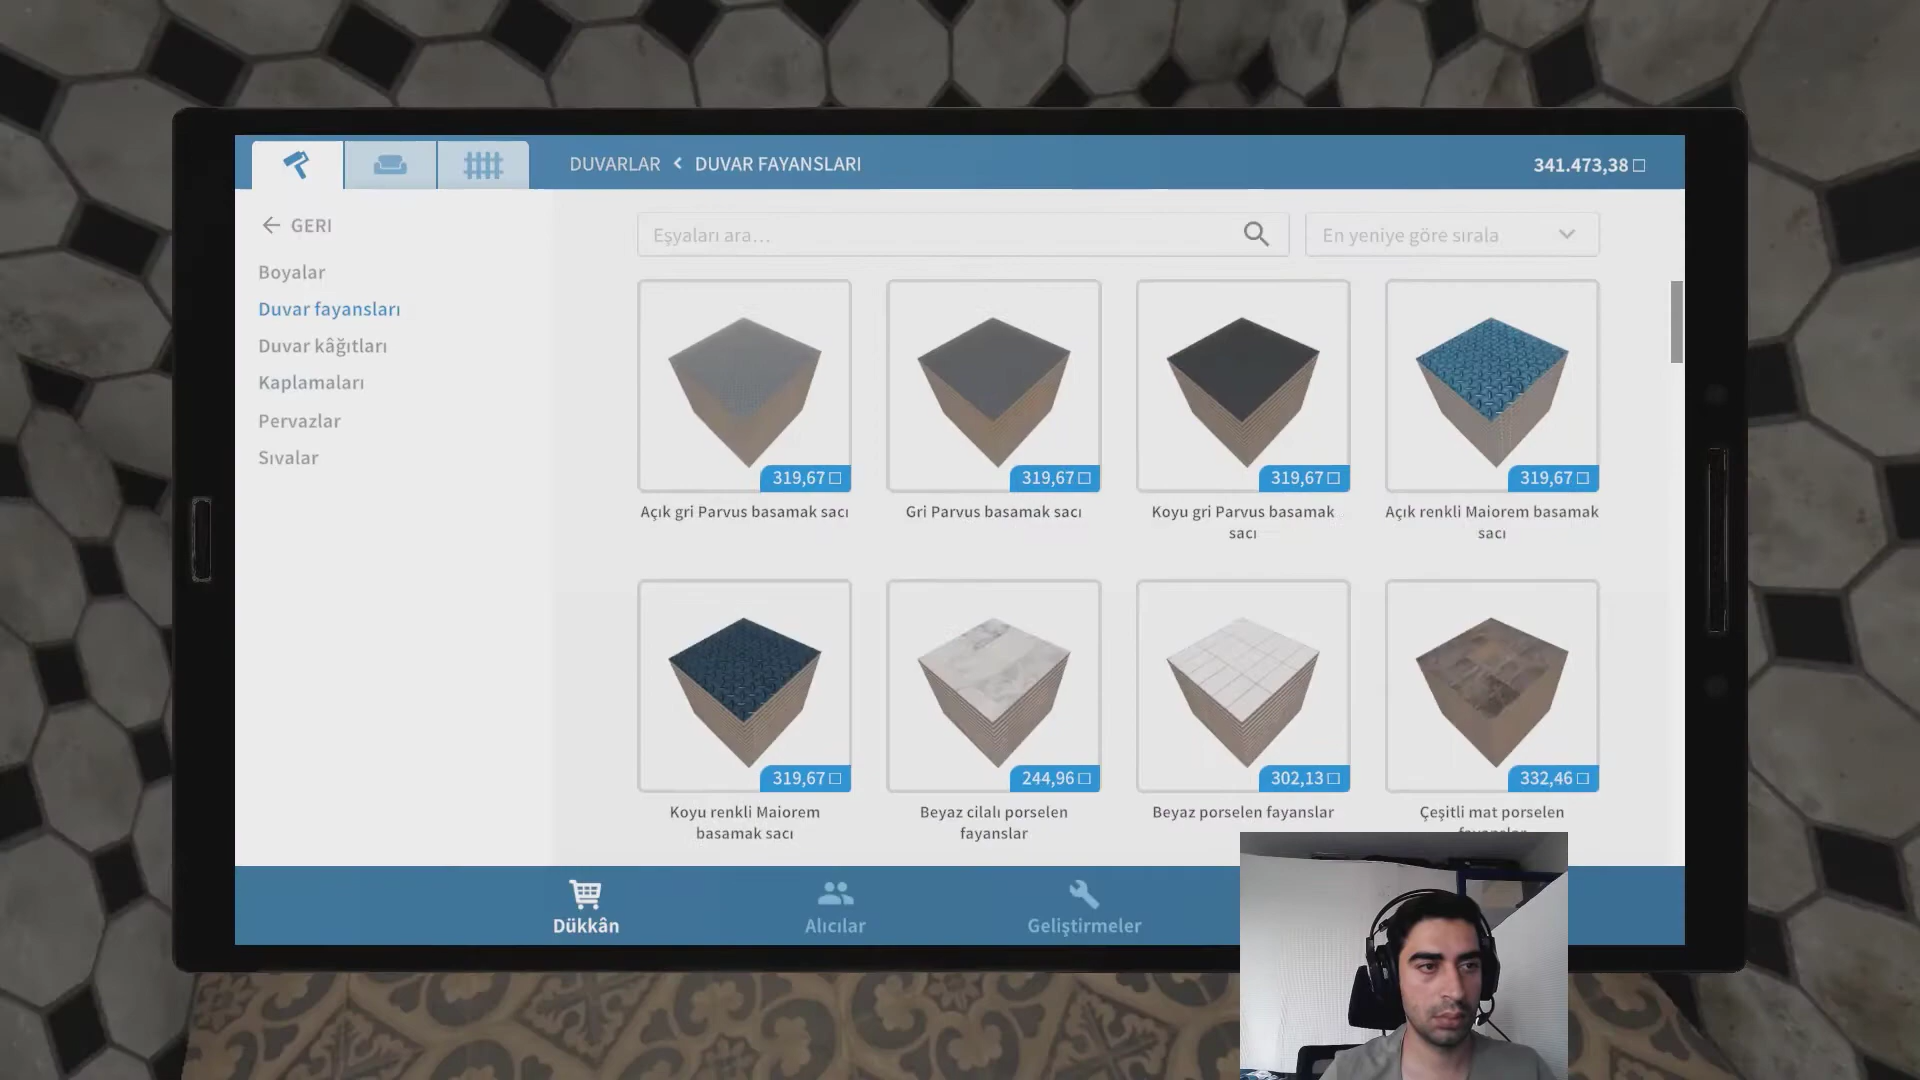 DUVARLAR < DUVAR FAYANSLARI
341.473,38 □
GERI
Eşyaları ara...
En yeniye göre sırala
Boyalar
Duvar fayansları
Duvar kâğıtları
Kaplamaları
Pervazlar
Sıvalar
319,67 □
319,67 □
319,67 □
319,67 □
Açık gri Parvus basamak sacı
Gri Parvus basamak sacı
Koyu gri Parvus basamak
sacı
Açık renkli Maiorem basamak
sacı
319,67 □
244,96 □
302,13 □
332,46 □
Koyu renkli Maiorem
basamak sacı
Beyaz cilalı porselen
fayanslar
Beyaz porselen fayanslar
Çeşitli mat porselen
fayanslar
Dükkân
Alıcılar
Geliştirmeler